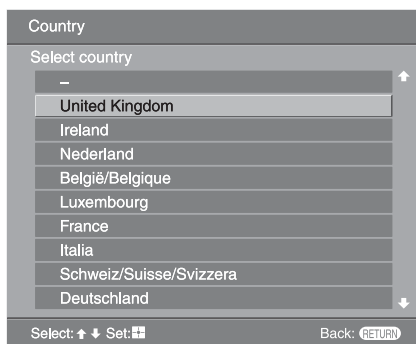 Country
Select country
–
United Kingdom
Ireland
Nederland
België/Belgique
Luxembourg
France
Italia
Schweiz/Suisse/Svizzera
Deutschland
Select: Set: Back: RETURN